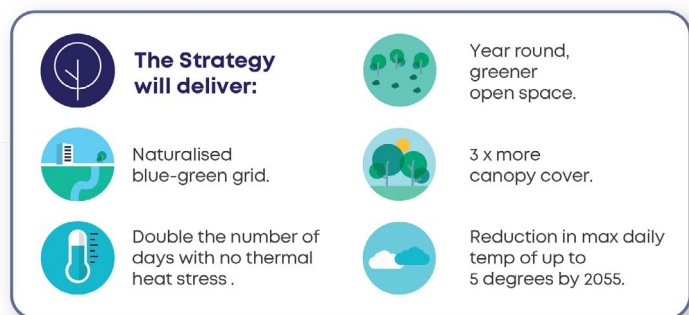 The Strategy
will deliver:
Year round,
greener
open space.
Naturalised
blue-green grid.
3 x more
canopy cover.
Double the number of
days with no thermal
heat stress .
Reduction in max daily
temp of up to
5 degrees by 2055.